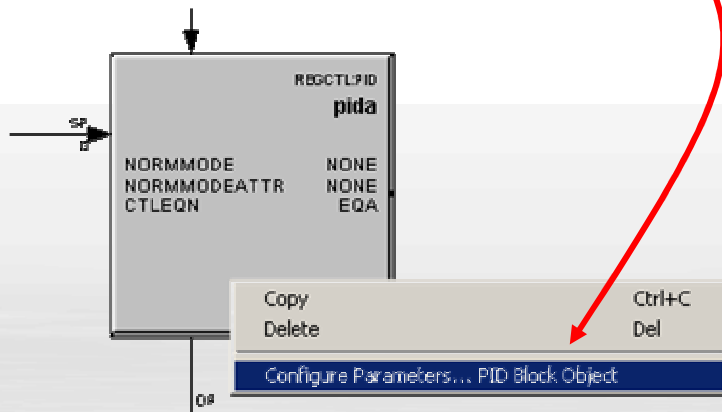 REGCTL:PID
pida
SP
NORMMODE NONE
NORMMODEATTR NONE
CTLEQN EQA
Copy Ctrl+C
Delete Del
Configure Parameters... PID Block Object
OP